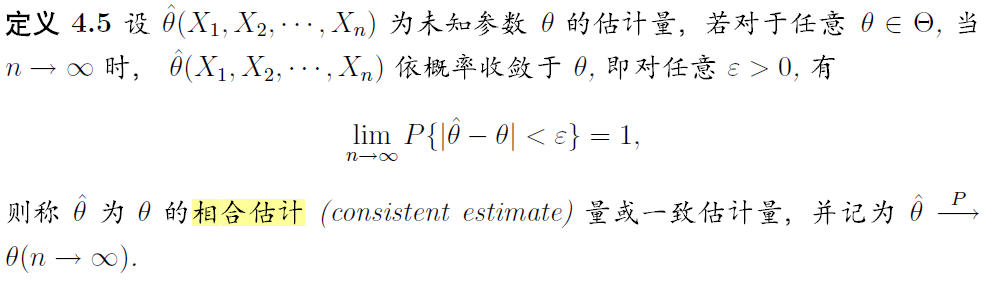 定义 4.5 设 θ̂(X₁, X₂, ⋯, Xₙ) 为未知参数 θ 的估计量, 若对于任意 θ ∈ Θ, 当
n → ∞ 时, θ̂(X₁, X₂, ⋯, Xₙ) 依概率收敛于 θ, 即对任意 ε > 0, 有
lim_{n→∞} P{|θ̂ − θ| < ε} = 1,
则称 θ̂ 为 θ 的相合估计 (consistent estimate) 量或一致估计量, 并记为 θ̂ —P→
θ(n → ∞).